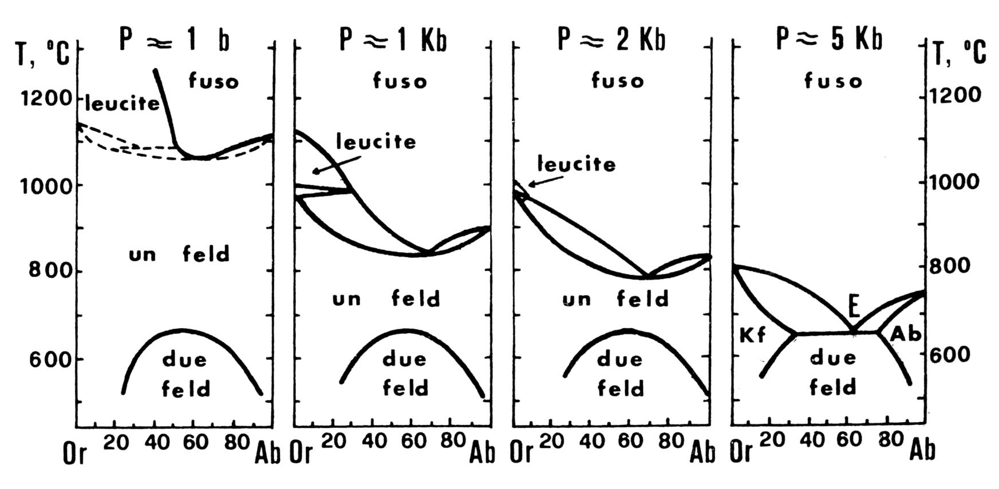 P ≈ 1 b
P ≈ 1 Kb
P ≈ 2 Kb
P ≈ 5 Kb
T, °C
T, °C
fuso
fuso
fuso
fuso
1200
leucite
1200
leucite
leucite
1000
1000
un feld
800
800
un feld
un feld
E
Kf
Ab
600
due
feld
due
feld
due
feld
due
feld
600
Or 20 40 60 80 Ab
Or 20 40 60 80 Ab
Or 20 40 60 80 Ab
Or 20 40 60 80 Ab